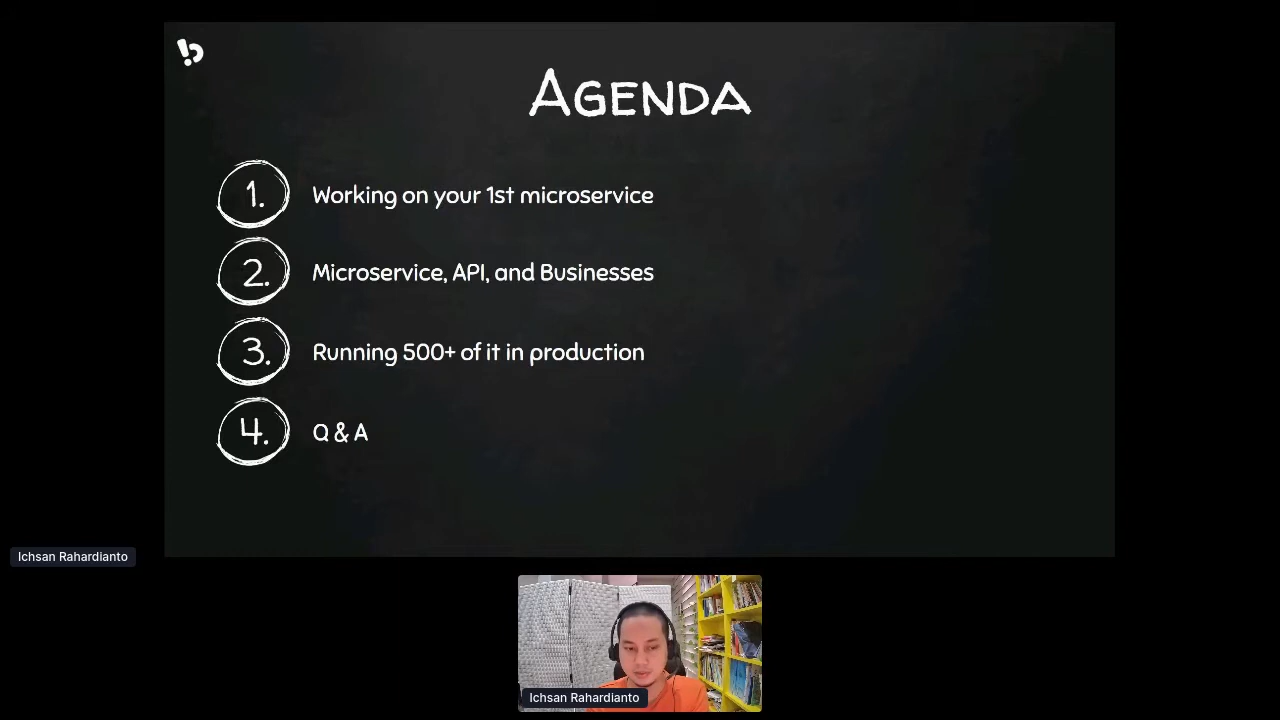 AGENDA
1. Working on your 1st microservice
2. Microservice, API, and Businesses
3. Running 500+ of it in production
4. Q & A
Ichsan Rahardianto
Ichsan Rahardianto